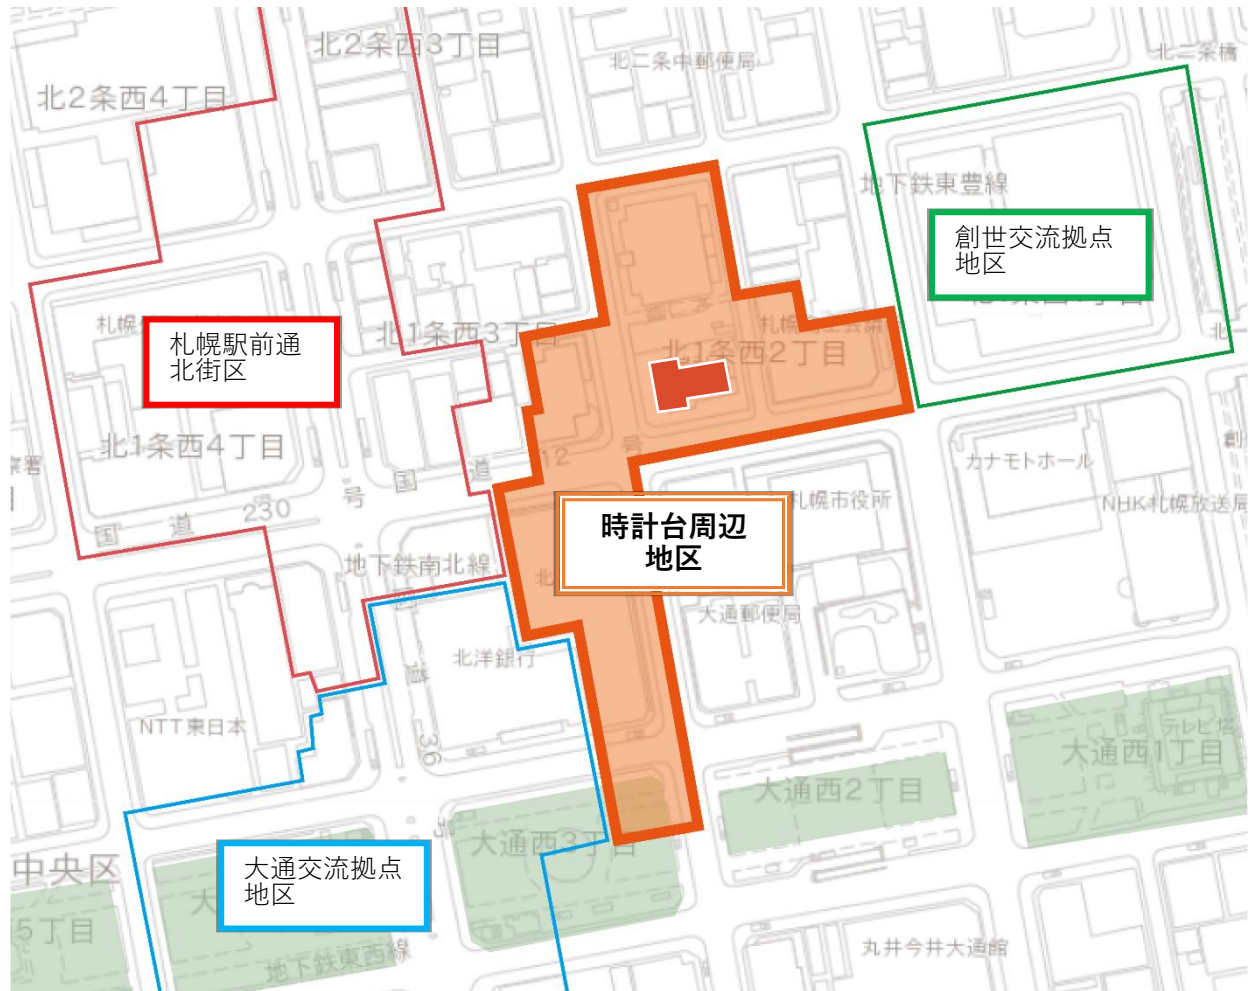 北2条西3丁目
北二条中郵便局
北二条橋
北2条西4丁目
地下鉄東豊線
創世交流拠点
地区
札幌駅前通
北街区
北1条西3丁目
北1条西2丁目
北1条西4丁目
国道
12
号
国道
230
号
カナモトホール
NHK札幌放送局
札幌市役所
時計台周辺
地区
地下鉄南北線
大通郵便局
北洋銀行
NTT東日本
国
道
36
号
テレビ塔
大通西1丁目
大通西2丁目
大通西3丁目
中央区
大通交流拠点
地区
5丁目
地下鉄東西線
丸井今井大通館